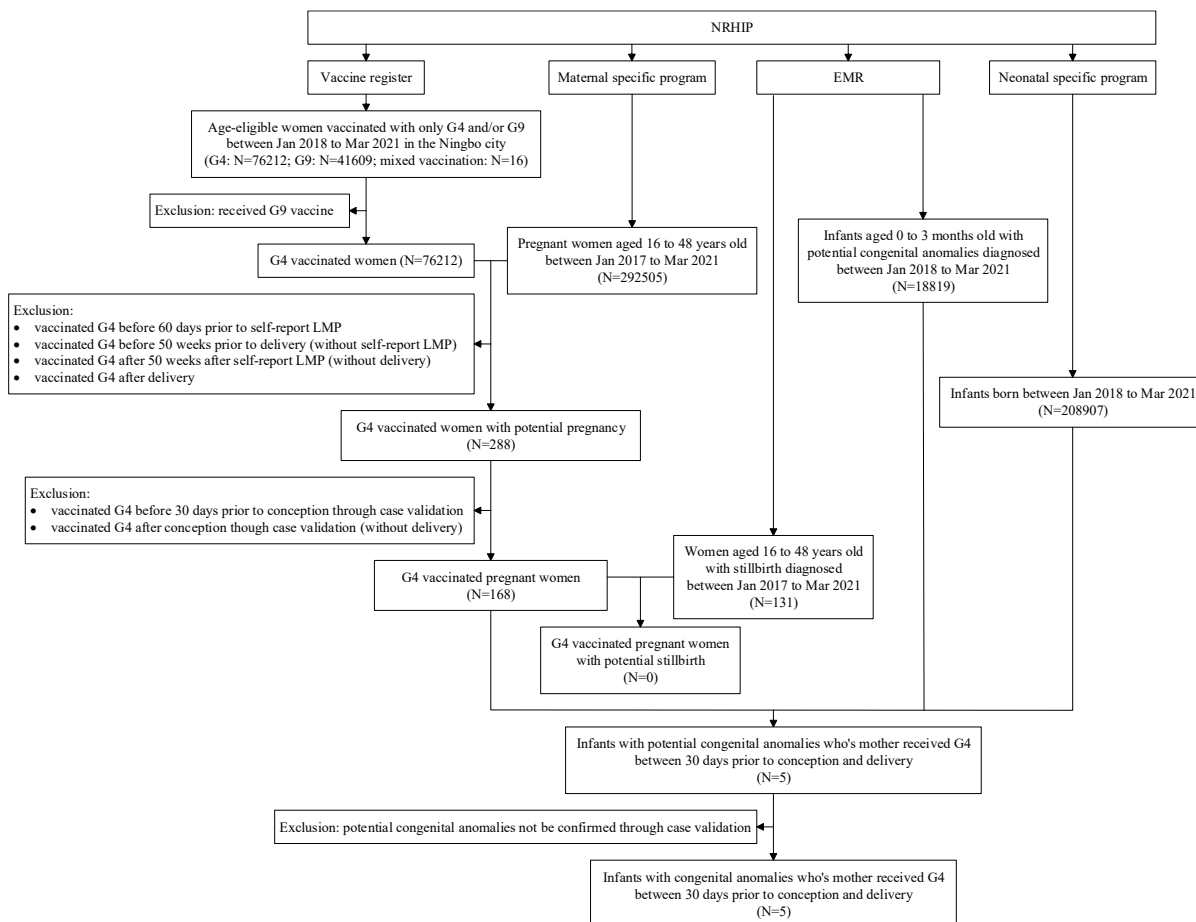 NRHIP
Vaccine register
Maternal specific program
EMR
Neonatal specific program
Age-eligible women vaccinated with only G4 and/or G9
between Jan 2018 to Mar 2021 in the Ningbo city
(G4: N=76212; G9: N=41609; mixed vaccination: N=16)
Exclusion: received G9 vaccine
G4 vaccinated women (N=76212)
Pregnant women aged 16 to 48 years old
between Jan 2017 to Mar 2021
(N=292505)
Infants aged 0 to 3 months old with
potential congenital anomalies diagnosed
between Jan 2018 to Mar 2021
(N=18819)
Exclusion:
• vaccinated G4 before 60 days prior to self-report LMP
• vaccinated G4 before 50 weeks prior to delivery (without self-report LMP)
• vaccinated G4 after 50 weeks after self-report LMP (without delivery)
• vaccinated G4 after delivery
Infants born between Jan 2018 to Mar 2021
(N=208907)
G4 vaccinated women with potential pregnancy
(N=288)
Exclusion:
• vaccinated G4 before 30 days prior to conception through case validation
• vaccinated G4 after conception though case validation (without delivery)
Women aged 16 to 48 years old
with stillbirth diagnosed
between Jan 2017 to Mar 2021
(N=131)
G4 vaccinated pregnant women
(N=168)
G4 vaccinated pregnant women
with potential stillbirth
(N=0)
Infants with potential congenital anomalies who's mother received G4
between 30 days prior to conception and delivery
(N=5)
Exclusion: potential congenital anomalies not be confirmed through case validation
Infants with congenital anomalies who's mother received G4
between 30 days prior to conception and delivery
(N=5)